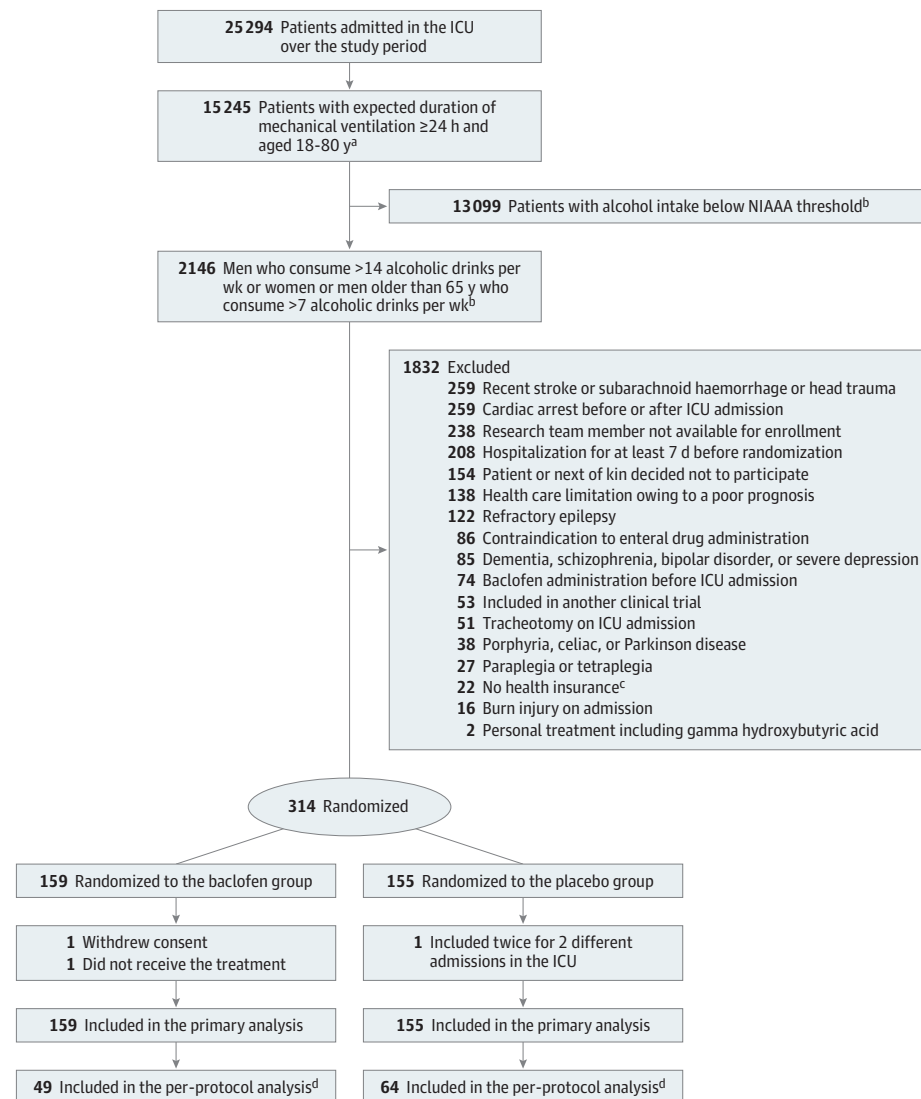 25294 Patients admitted in the ICU
over the study period
15245 Patients with expected duration of
mechanical ventilation ≥24 h and
aged 18-80 yᵃ
13099 Patients with alcohol intake below NIAAA thresholdᵇ
2146 Men who consume >14 alcoholic drinks per
wk or women or men older than 65 y who
consume >7 alcoholic drinks per wkᵇ
1832 Excluded
259 Recent stroke or subarachnoid haemorrhage or head trauma
259 Cardiac arrest before or after ICU admission
238 Research team member not available for enrollment
208 Hospitalization for at least 7 d before randomization
154 Patient or next of kin decided not to participate
138 Health care limitation owing to a poor prognosis
122 Refractory epilepsy
86 Contraindication to enteral drug administration
85 Dementia, schizophrenia, bipolar disorder, or severe depression
74 Baclofen administration before ICU admission
53 Included in another clinical trial
51 Tracheotomy on ICU admission
38 Porphyria, celiac, or Parkinson disease
27 Paraplegia or tetraplegia
22 No health insuranceᶜ
16 Burn injury on admission
2 Personal treatment including gamma hydroxybutyric acid
314 Randomized
159 Randomized to the baclofen group
155 Randomized to the placebo group
1 Withdrew consent
1 Did not receive the treatment
1 Included twice for 2 different
admissions in the ICU
159 Included in the primary analysis
155 Included in the primary analysis
49 Included in the per-protocol analysisᵈ
64 Included in the per-protocol analysisᵈ